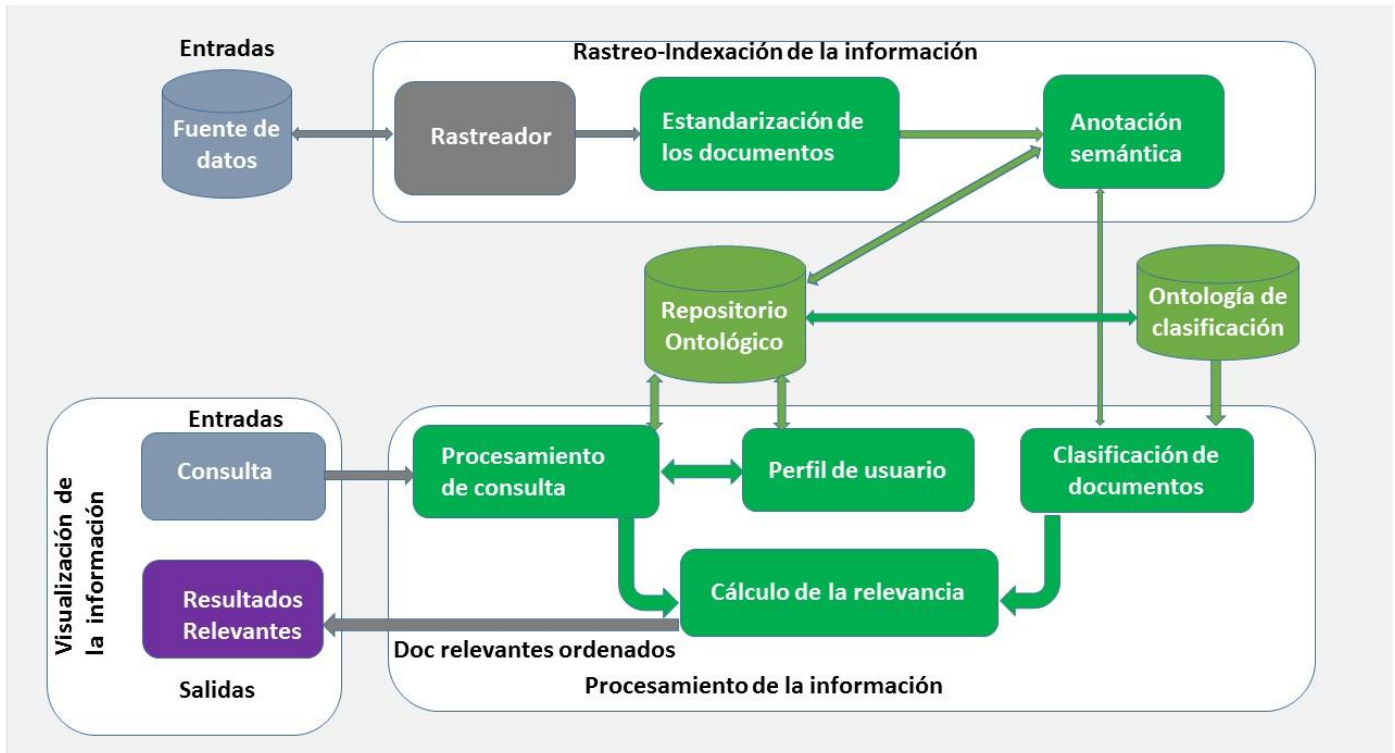 Entradas
Rastreo-Indexación de la información
Fuente de
datos
Rastreador
Estandarización de
los documentos
Anotación
semántica
Repositorio
Ontológico
Ontología de
clasificación
Visualización de
la información
Entradas
Consulta
Procesamiento
de consulta
Perfil de usuario
Clasificación de
documentos
Resultados
Relevantes
Cálculo de la relevancia
Doc relevantes ordenados
Salidas
Procesamiento de la información